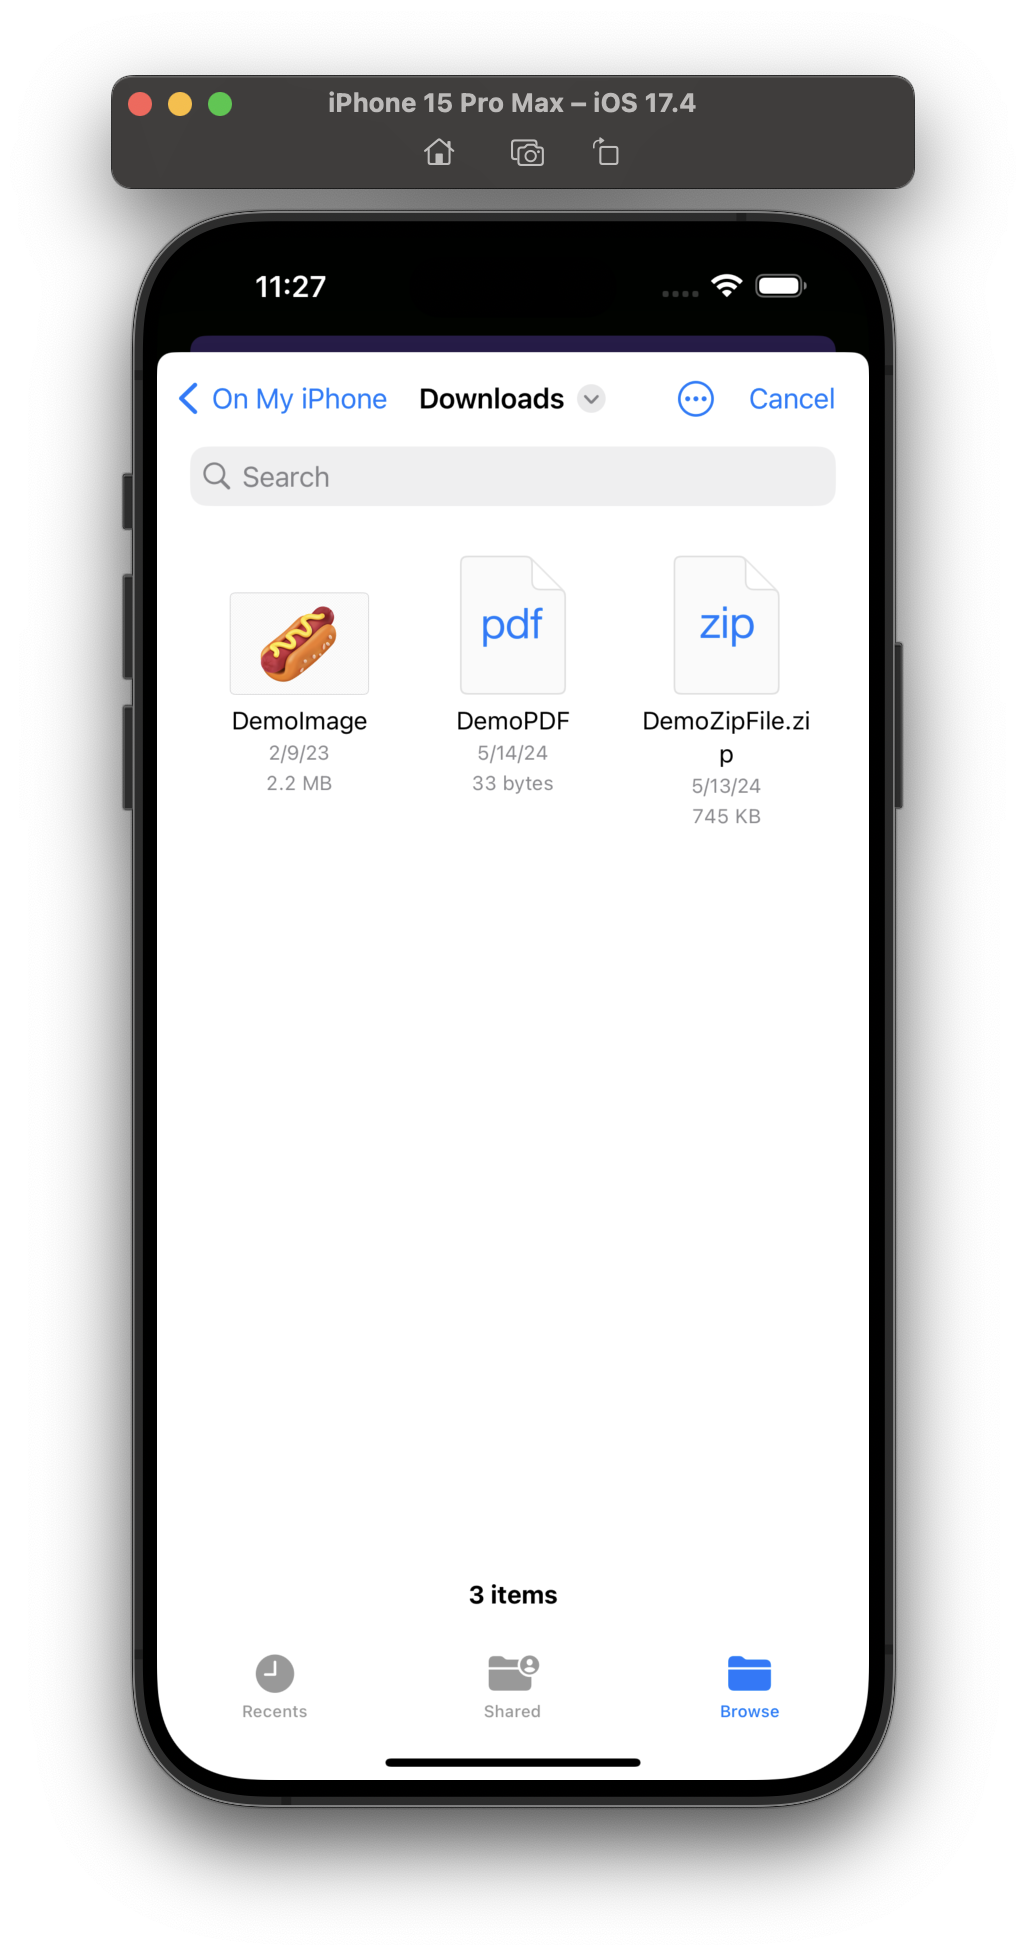 iPhone 15 Pro Max – iOS 17.4
11:27
On My iPhone
Downloads
Cancel
Search
pdf
zip
DemoImage
2/9/23
2.2 MB
DemoPDF
5/14/24
33 bytes
DemoZipFile.zi
p
5/13/24
745 KB
3 items
Recents
Shared
Browse